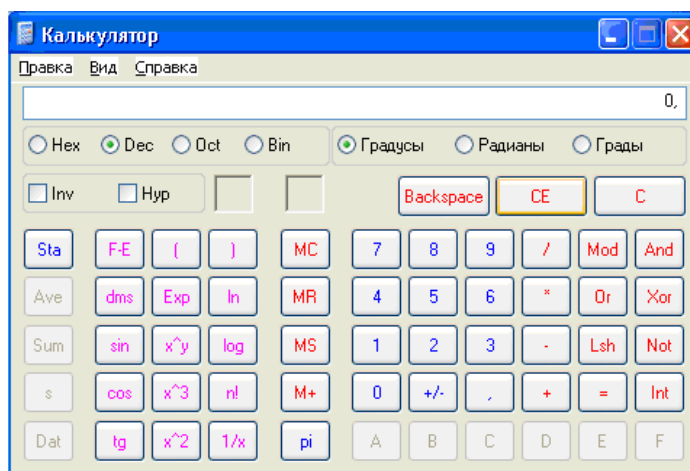 Калькулятор
Правка Вид Справка
0,
Hex Dec Oct Bin Градусы Радианы Грады
Inv Hyp Backspace CE C
Sta F-E ( ) MC 7 8 9 / Mod And
Ave dms Exp ln MR 4 5 6 * Or Xor
Sum sin x^y log MS 1 2 3 - Lsh Not
s cos x^3 n! M+ 0 +/- , + = Int
Dat tg x^2 1/x pi A B C D E F